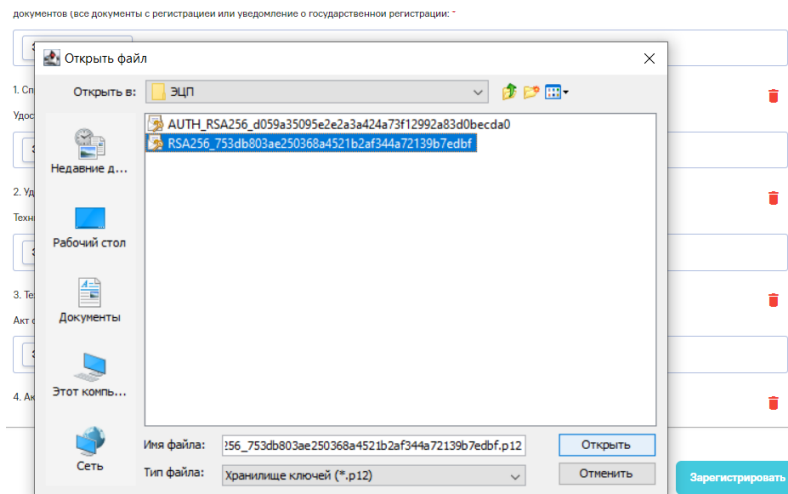 документов (все документы с регистрацией или уведомление о государственной регистрации: *
Открыть файл
Открыть в:
ЭЦП
AUTH_RSA256_d059a35095e2e2a3a424a73f12992a83d0becda0
RSA256_753db803ae250368a4521b2af344a72139b7edbf
Недавние д...
Рабочий стол
Документы
Этот компь...
Сеть
1. Сп
Удос
2. Уд
Техн
3. Те
Акт о
4. Ак
Имя файла:
256_753db803ae250368a4521b2af344a72139b7edbf.p12
Открыть
Тип файла:
Хранилище ключей (*.p12)
Отменить
Зарегистрировать